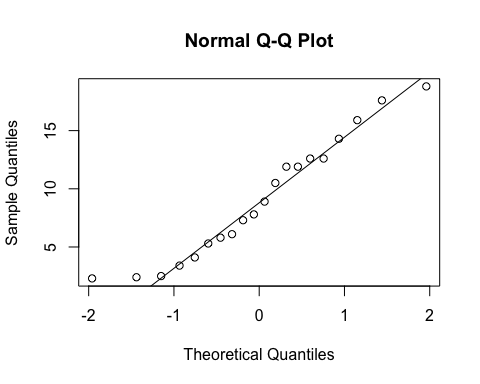 Normal Q-Q Plot
Sample Quantiles
15
10
5
-2 -1 0 1 2
Theoretical Quantiles